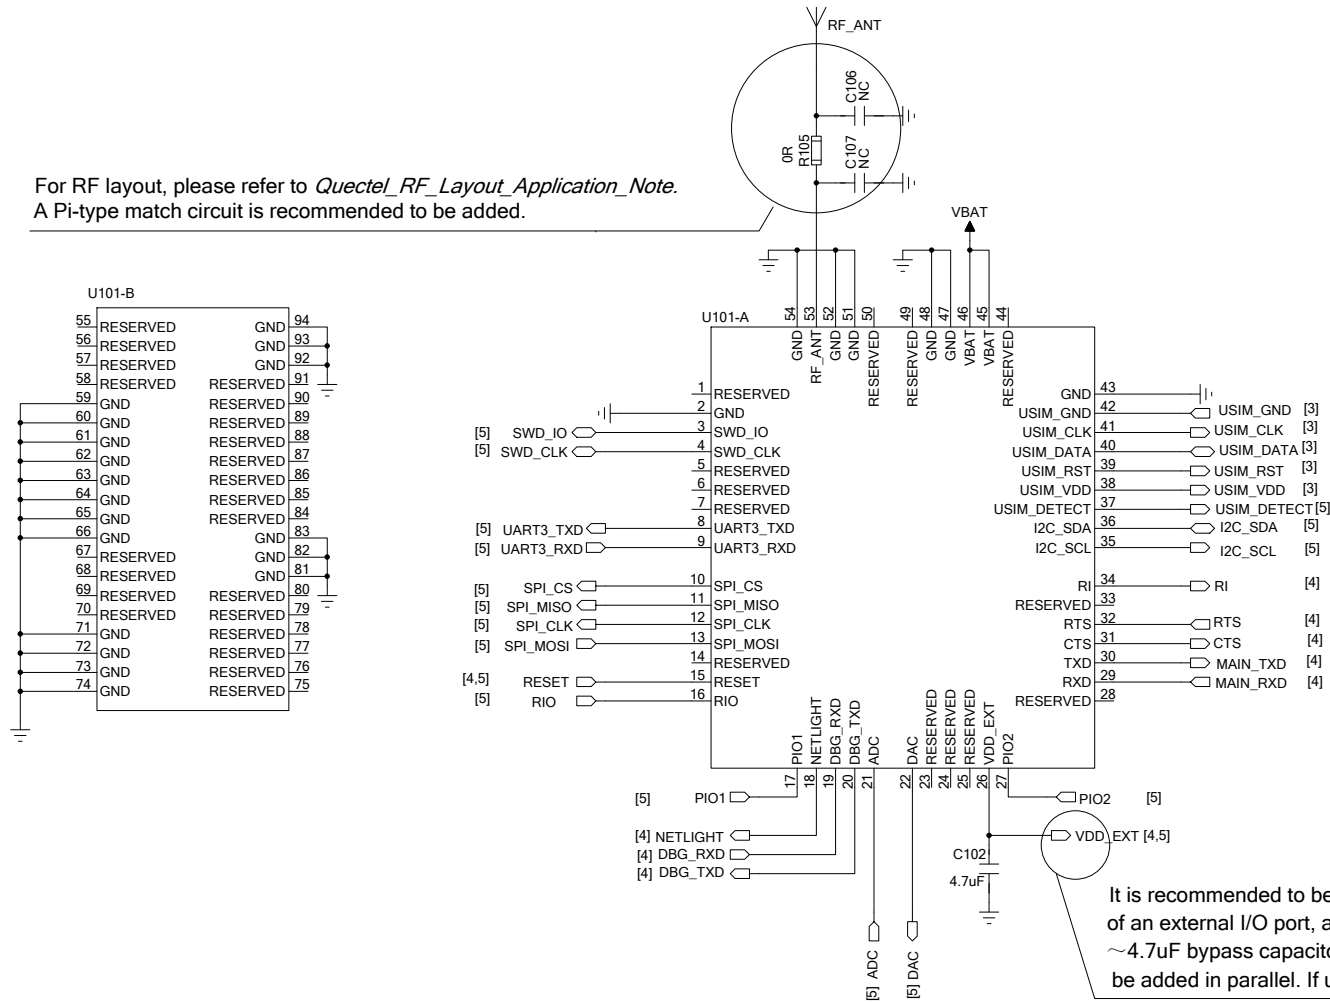 RF_ANT
C106
NC
0R
R105
C107
NC
For RF layout, please refer to Quectel_RF_Layout_Application_Note.
A Pi-type match circuit is recommended to be added.
VBAT
U101-B
55 RESERVED GND 94
56 RESERVED GND 93
57 RESERVED GND 92
58 RESERVED RESERVED 91
59 GND RESERVED 90
60 GND RESERVED 89
61 GND RESERVED 88
62 GND RESERVED 87
63 GND RESERVED 86
64 GND RESERVED 85
65 GND RESERVED 84
66 GND GND 83
67 RESERVED GND 82
68 RESERVED GND 81
69 RESERVED RESERVED 80
70 RESERVED RESERVED 79
71 GND RESERVED 78
72 GND RESERVED 77
73 GND RESERVED 76
74 GND RESERVED 75
U101-A
54 GND
53 RF_ANT
52 GND
51 GND
50 RESERVED
49 RESERVED
48 GND
47 GND
46 VBAT
45 VBAT
44 RESERVED
1 RESERVED
2 GND
[5] SWD_IO 3 SWD_IO
[5] SWD_CLK 4 SWD_CLK
5 RESERVED
6 RESERVED
7 RESERVED
[5] UART3_TXD 8 UART3_TXD
[5] UART3_RXD 9 UART3_RXD
[5] SPI_CS 10 SPI_CS
[5] SPI_MISO 11 SPI_MISO
[5] SPI_CLK 12 SPI_CLK
[5] SPI_MOSI 13 SPI_MOSI
14 RESERVED
[4,5] RESET 15 RESET
[5] RIO 16 RIO
GND 43
USIM_GND 42 USIM_GND [3]
USIM_CLK 41 USIM_CLK [3]
USIM_DATA 40 USIM_DATA [3]
USIM_RST 39 USIM_RST [3]
USIM_VDD 38 USIM_VDD [3]
USIM_DETECT 37 USIM_DETECT [5]
I2C_SDA 36 I2C_SDA [5]
I2C_SCL 35 I2C_SCL [5]
RI 34 RI [4]
RESERVED 33
RTS 32 RTS [4]
CTS 31 CTS [4]
TXD 30 MAIN_TXD [4]
RXD 29 MAIN_RXD [4]
RESERVED 28
PIO1 17
NETLIGHT 18
DBG_RXD 19
DBG_TXD 20
ADC 21
DAC 22
RESERVED 23
RESERVED 24
RESERVED 25
VDD_EXT 26
PIO2 27
[5] PIO1
[4] NETLIGHT
[4] DBG_RXD
[4] DBG_TXD
PIO2 [5]
VDD_EXT [4,5]
C102
4.7uF
[5] ADC
[5] DAC
It is recommended to be
of an external I/O port, a
~4.7uF bypass capacito
be added in parallel. If u